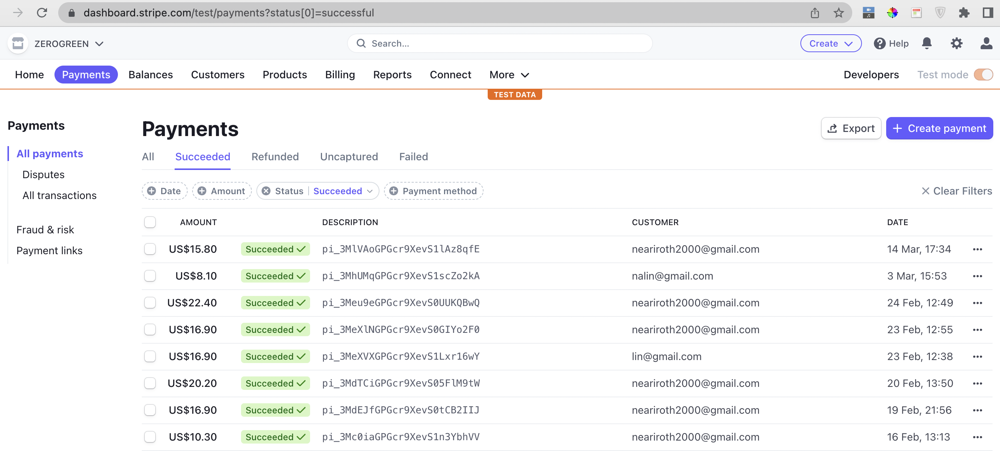 dashboard.stripe.com/test/payments?status[0]=successful
ZEROGREEN
Search...
Create
Help
Home Payments Balances Customers Products Billing Reports Connect More Developers Test mode
TEST DATA
Payments
All payments
Disputes
All transactions
Fraud & risk
Payment links
Payments
Export
Create payment
All Succeeded Refunded Uncaptured Failed
Date Amount Status Succeeded Payment method Clear Filters
AMOUNT DESCRIPTION CUSTOMER DATE
US$15.80 Succeeded pi_3MlVAoGPGcr9XevS1lAz8qfE neariroth2000@gmail.com 14 Mar, 17:34
US$8.10 Succeeded pi_3MhUMqGPGcr9XevS1scZo2kA nalin@gmail.com 3 Mar, 15:53
US$22.40 Succeeded pi_3Meu9eGPGcr9XevS0UUKQBwQ neariroth2000@gmail.com 24 Feb, 12:49
US$16.90 Succeeded pi_3MeXlNGPGcr9XevS0GIYo2F0 neariroth2000@gmail.com 23 Feb, 12:55
US$16.90 Succeeded pi_3MeXVXGPGcr9XevS1Lxr16wY lin@gmail.com 23 Feb, 12:38
US$20.20 Succeeded pi_3MdTCiGPGcr9XevS05FlM9tW neariroth2000@gmail.com 20 Feb, 13:50
US$16.90 Succeeded pi_3MdEJfGPGcr9XevS0tCB2IIJ neariroth2000@gmail.com 19 Feb, 21:56
US$10.30 Succeeded pi_3Mc0iaGPGcr9XevS1n3YbhVV neariroth2000@gmail.com 16 Feb, 13:13